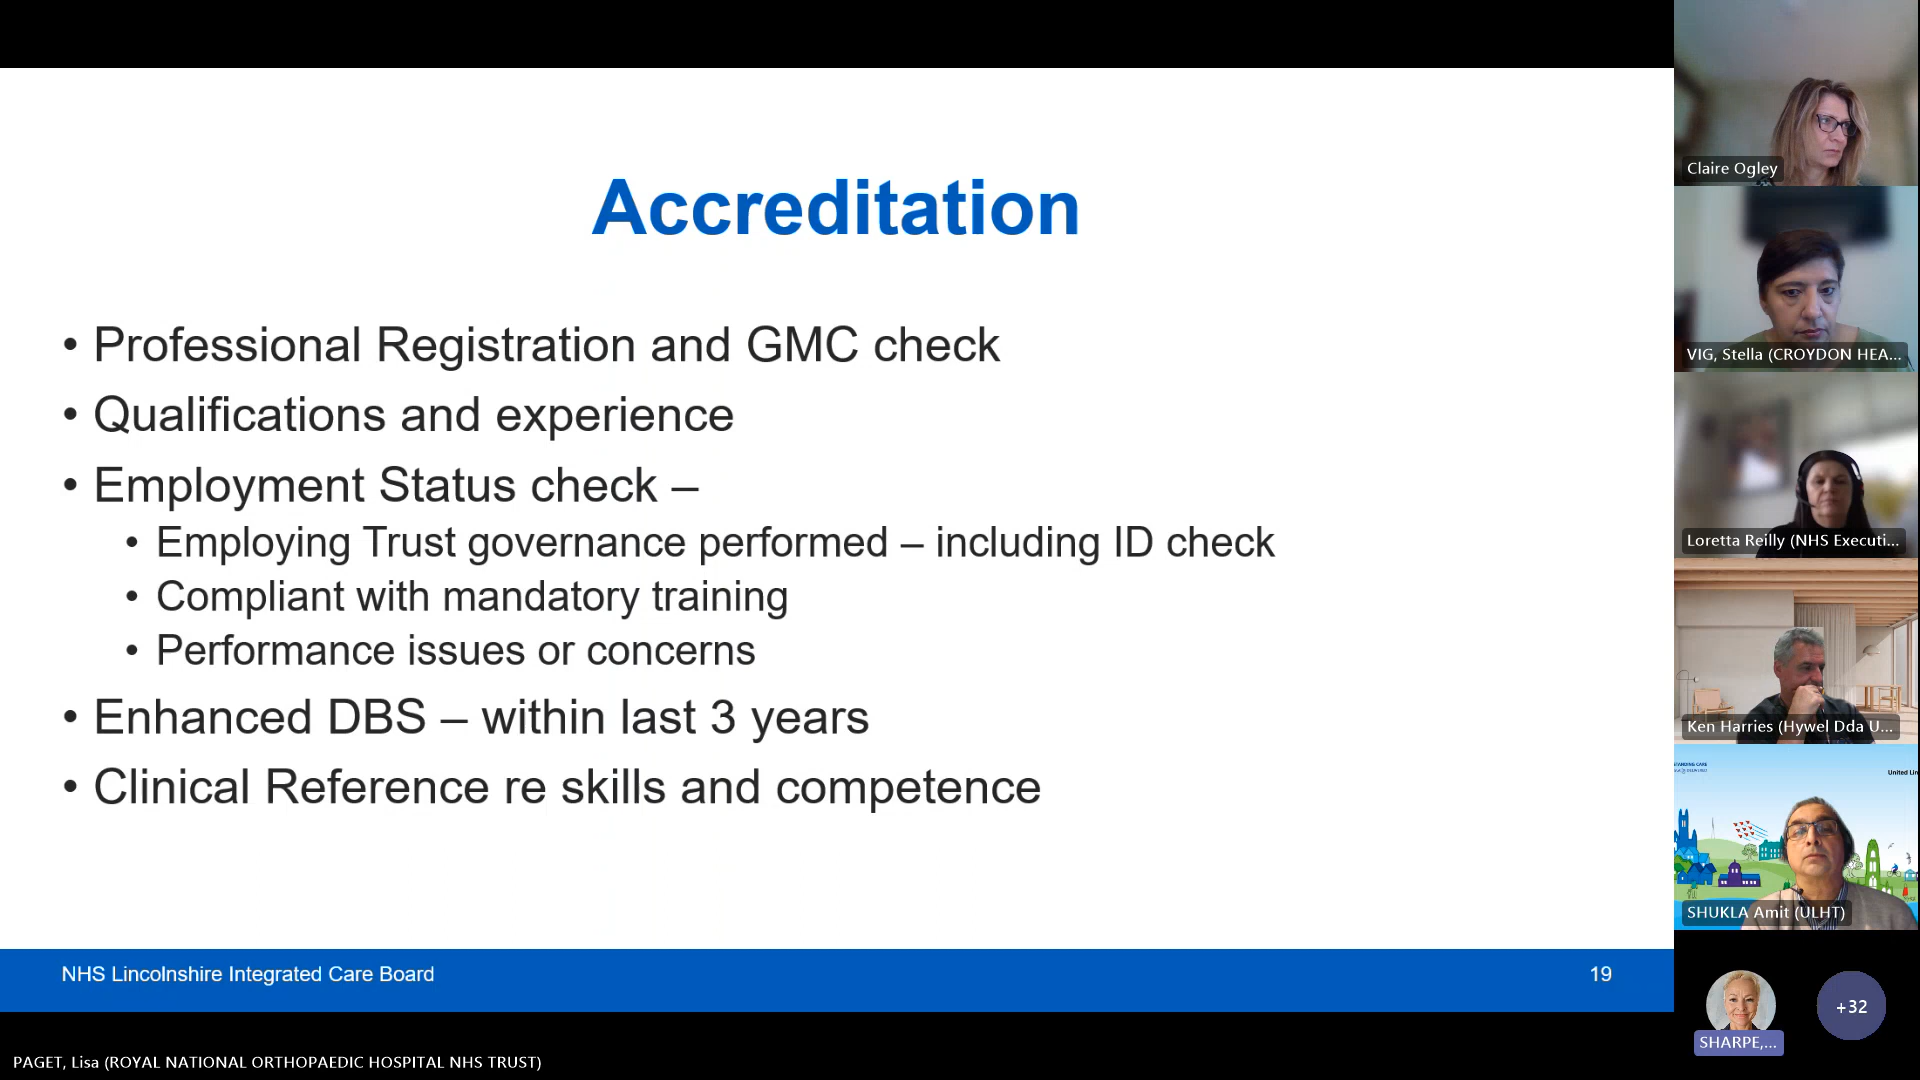 Accreditation
• Professional Registration and GMC check
• Qualifications and experience
• Employment Status check –
• Employing Trust governance performed – including ID check
• Compliant with mandatory training
• Performance issues or concerns
• Enhanced DBS – within last 3 years
• Clinical Reference re skills and competence
NHS Lincolnshire Integrated Care Board
19
PAGET, Lisa (ROYAL NATIONAL ORTHOPAEDIC HOSPITAL NHS TRUST)
Claire Ogley
VIG, Stella (CROYDON HEA...
Loretta Reilly (NHS Executi...
Ken Harries (Hywel Dda U...
United Lin
SHUKLA Amit (ULHT)
SHARPE,...
+32